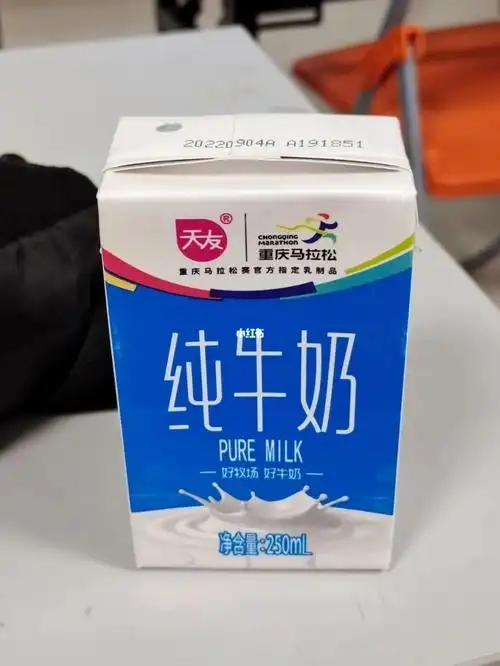 20220904A A191851
天友®
CHONGQING
MARATHON
重庆马拉松
重庆马拉松赛官方指定乳制品
小红书
纯牛奶
PURE MILK
好牧场 好牛奶
净含量:250mL